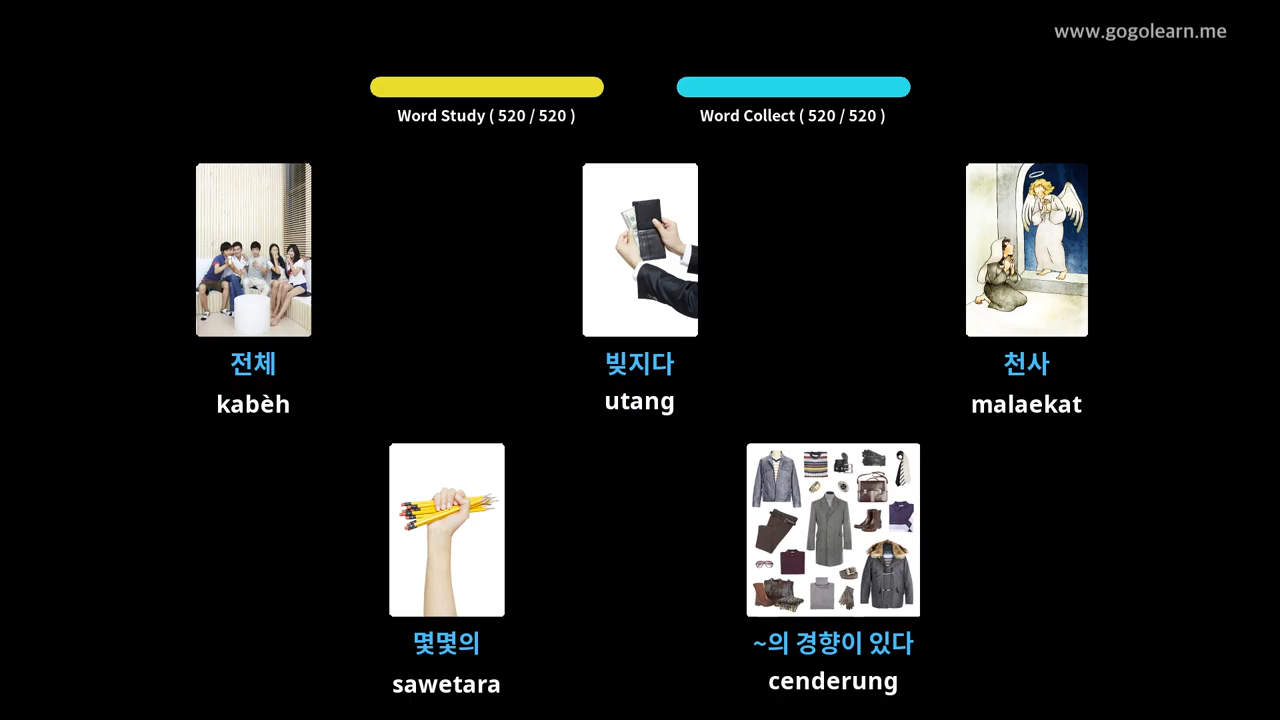 www.gogolearn.me
Word Study ( 520 / 520 )
Word Collect ( 520 / 520 )
전체
kabèh
빚지다
utang
천사
malaekat
몇몇의
sawetara
~의 경향이 있다
cenderung